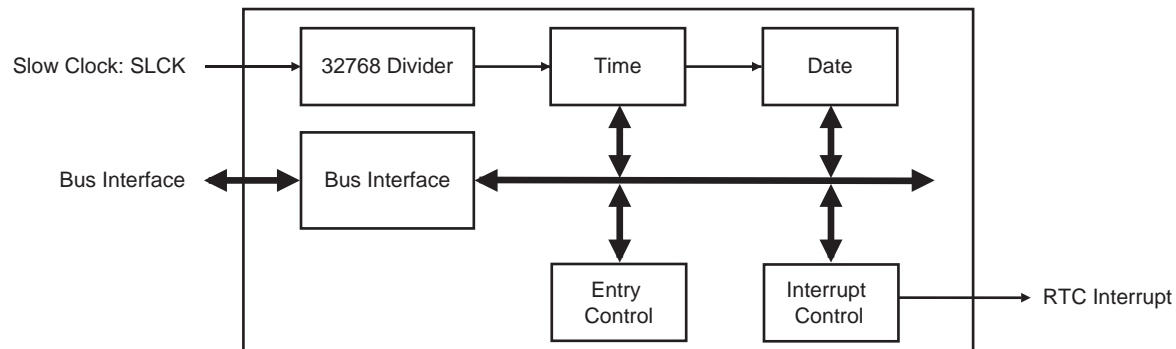 Slow Clock: SLCK
32768 Divider
Time
Date
Bus Interface
Bus Interface
Entry
Control
Interrupt
Control
RTC Interrupt